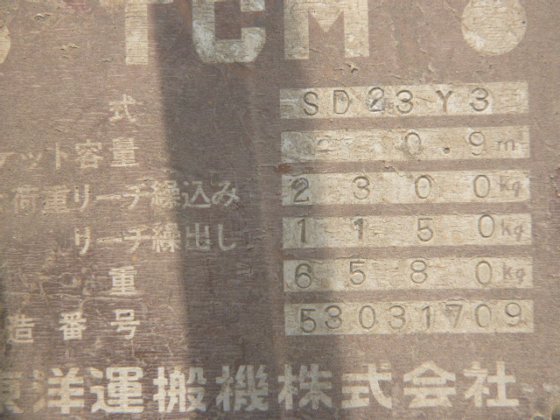 TCM
式 SD23Y3
ケット容量 0.9m
荷重リーチ繰込み 2300kg
リーチ繰出し 1150kg
重 6580kg
造番号 53031709
東洋運搬機株式会社